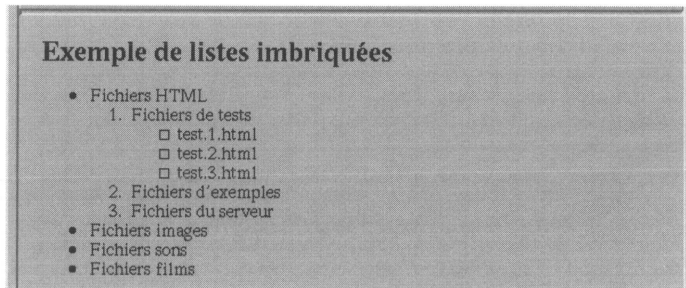 Exemple de listes imbriquées
• Fichiers HTML
1. Fichiers de tests
□ test.1.html
□ test.2.html
□ test.3.html
2. Fichiers d'exemples
3. Fichiers du serveur
• Fichiers images
• Fichiers sons
• Fichiers films